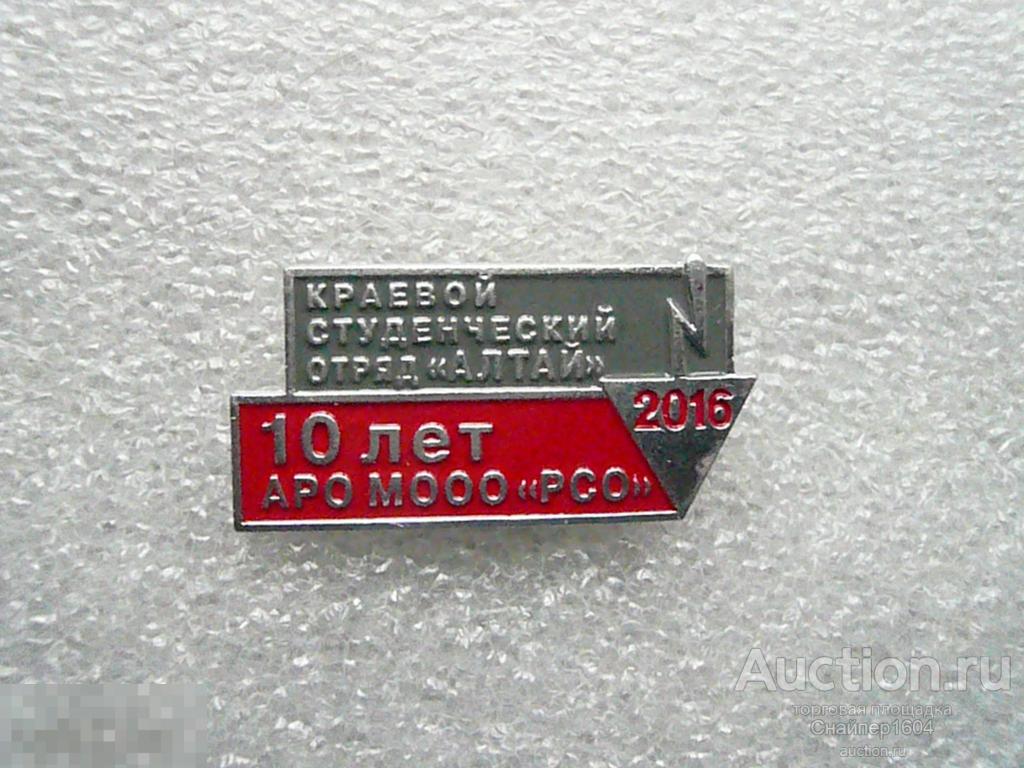 КРАЕВОЙ
СТУДЕНЧЕСКИЙ
ОТРЯД «АЛТАЙ»
2016
10 лет
АРО МООО «РСО»
Auction.ru
торговая площадка
Снайпер1604
auction.ru